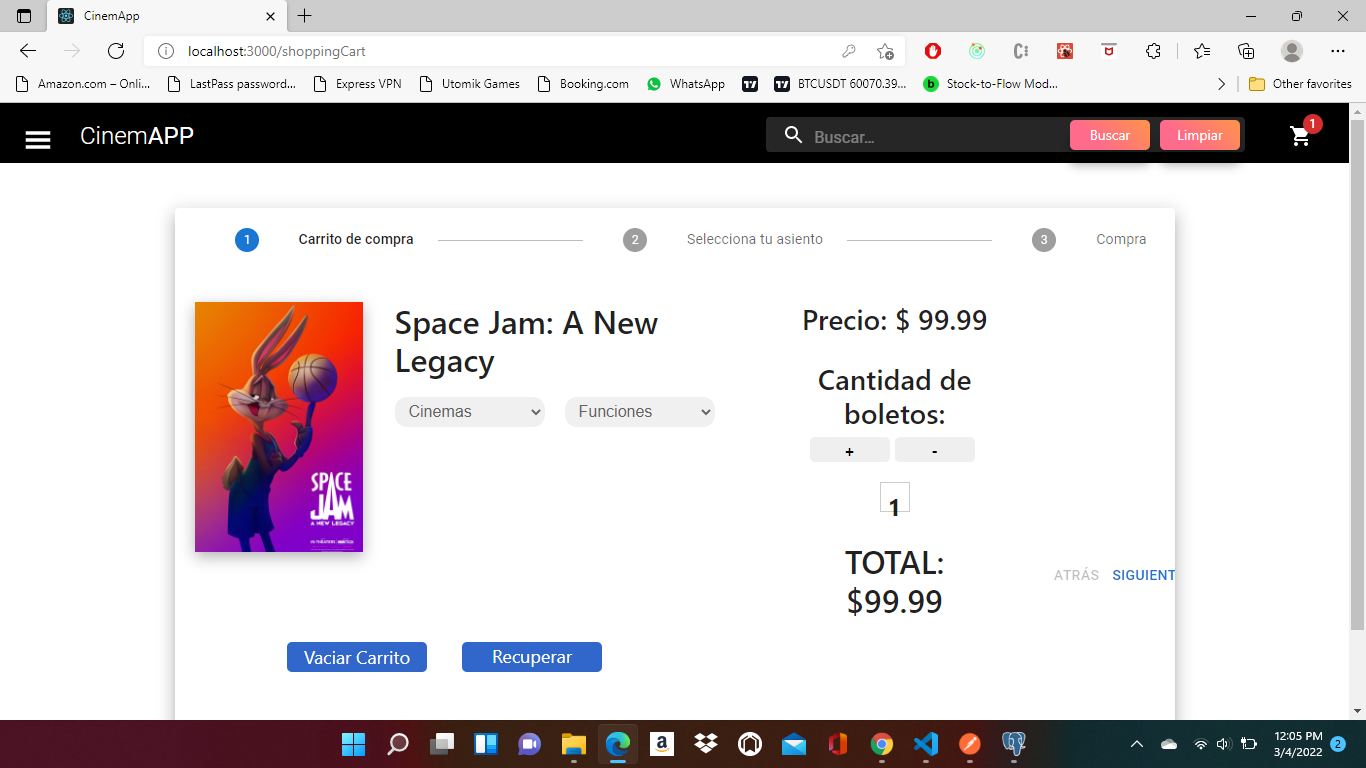 CinemApp
localhost:3000/shoppingCart
Amazon.com – Onli...
LastPass password...
Express VPN
Utomik Games
Booking.com
WhatsApp
BTCUSDT 60070.39...
Stock-to-Flow Mod...
Other favorites
CinemAPP
Buscar...
Buscar
Limpiar
1
1
Carrito de compra
2
Selecciona tu asiento
3
Compra
Space Jam: A New
Legacy
Cinemas
Funciones
SPACE
JAM
A NEW LEGACY
Precio: $ 99.99
Cantidad de
boletos:
+
-
1
TOTAL:
$99.99
ATRÁS
SIGUIENT
Vaciar Carrito
Recuperar
12:05 PM
3/4/2022
2